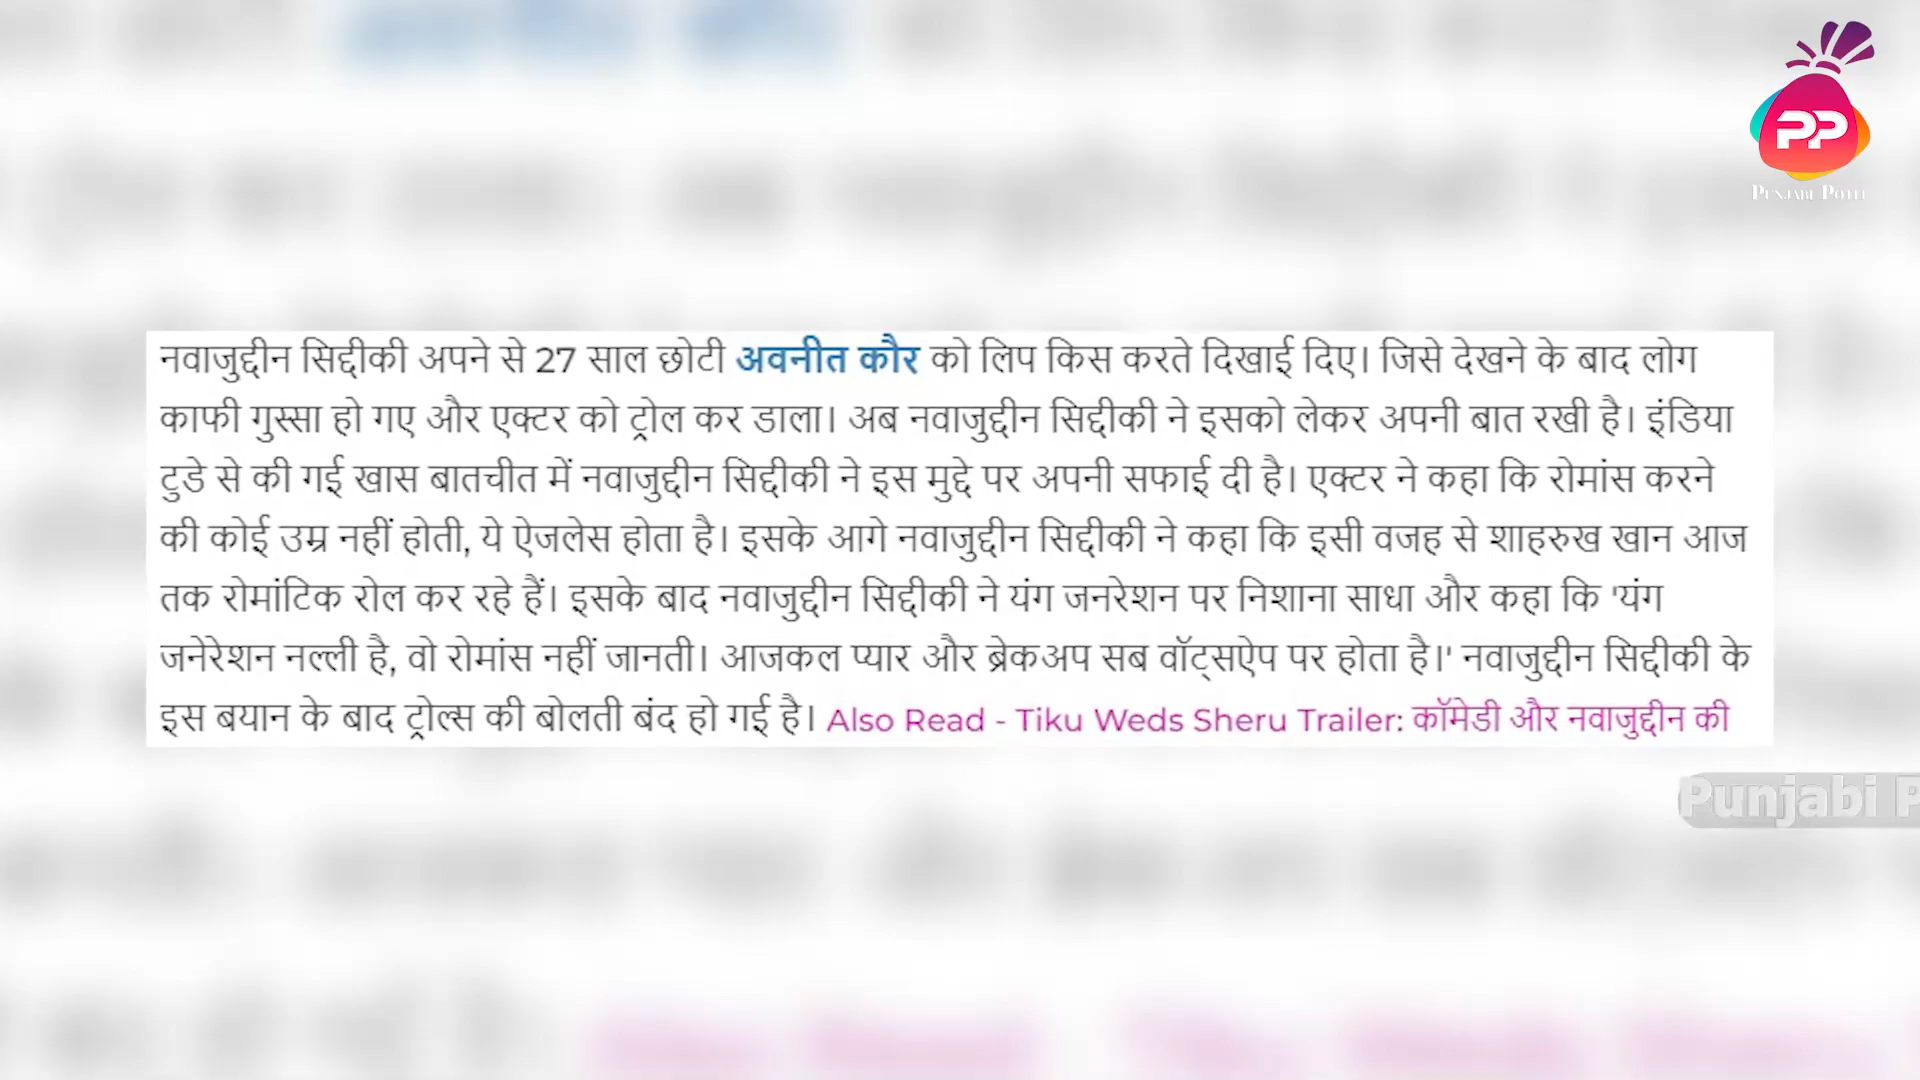 PP
PUNJABI POTLI
नवाजुद्दीन सिद्दीकी अपने से 27 साल छोटी अवनीत कौर को लिप किस करते दिखाई दिए। जिसे देखने के बाद लोग
काफी गुस्सा हो गए और एक्टर को ट्रोल कर डाला। अब नवाजुद्दीन सिद्दीकी ने इसको लेकर अपनी बात रखी है। इंडिया
टुडे से की गई खास बातचीत में नवाजुद्दीन सिद्दीकी ने इस मुद्दे पर अपनी सफाई दी है। एक्टर ने कहा कि रोमांस करने
की कोई उम्र नहीं होती, ये ऐजलेस होता है। इसके आगे नवाजुद्दीन सिद्दीकी ने कहा कि इसी वजह से शाहरुख खान आज
तक रोमांटिक रोल कर रहे हैं। इसके बाद नवाजुद्दीन सिद्दीकी ने यंग जनरेशन पर निशाना साधा और कहा कि 'यंग
जनेरेशन नल्ली है, वो रोमांस नहीं जानती। आजकल प्यार और ब्रेकअप सब वॉट्सऐप पर होता है।' नवाजुद्दीन सिद्दीकी के
इस बयान के बाद ट्रोल्स की बोलती बंद हो गई है। Also Read - Tiku Weds Sheru Trailer: कॉमेडी और नवाजुद्दीन की
Punjabi P